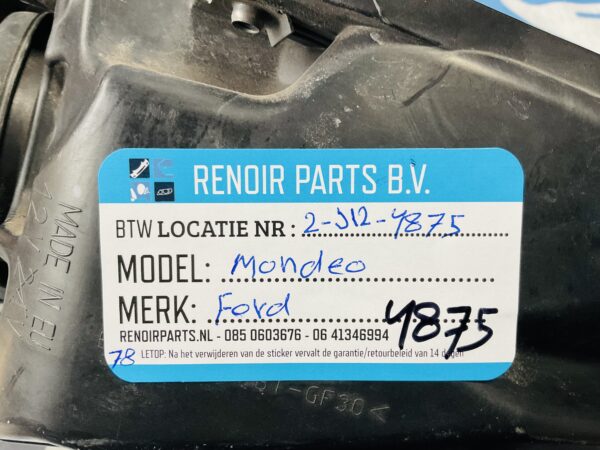 RENOIR PARTS B.V.
BTW LOCATIE NR : 2-J12-4875
MODEL: Mondeo
MERK: Ford
4875
RENOIRPARTS.NL - 085 0603676 - 06 41346994
78 LETOP: Na het verwijderen van de sticker vervalt de garantie/retourbeleid van 14 dagen
MADE IN EU
GF30<